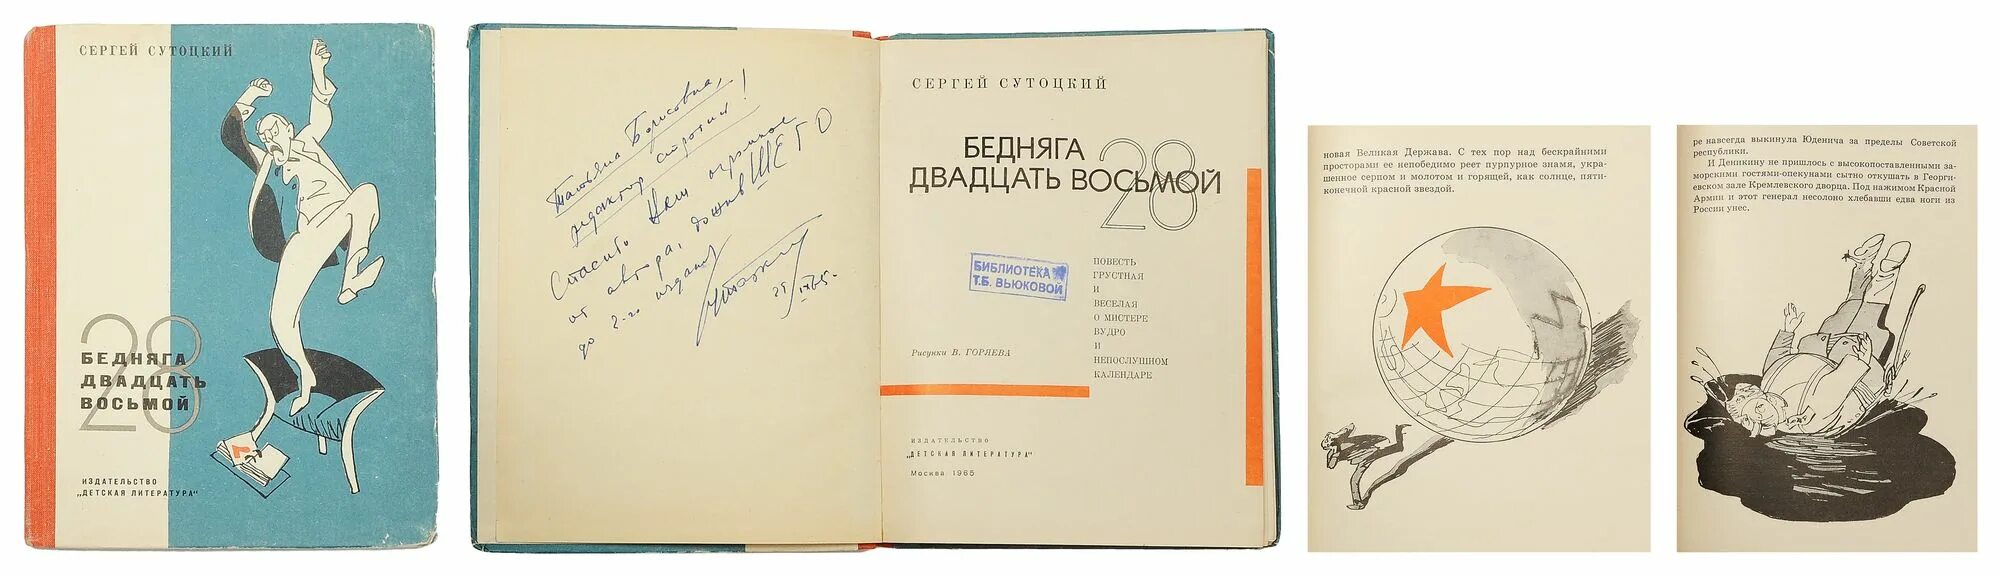 СЕРГЕЙ СУТОЦКИЙ
28
БЕДНЯГА
ДВАДЦАТЬ
ВОСЬМОЙ
ИЗДАТЕЛЬСТВО
„ДЕТСКАЯ ЛИТЕРАТУРА"
Татьяна Борисовна,
редактор строгий!
Спасибо Вам огромное
от автора,
до 2-го издания
СЕРГЕЙ СУТОЦКИЙ
БЕДНЯГА
ДВАДЦАТЬ ВОСЬМОЙ
28
БИБЛИОТЕКА
Т.Б. ВЬЮКОВОЙ
ПОВЕСТЬ
ГРУСТНАЯ
И
ВЕСЕЛАЯ
О МИСТЕРЕ
ВУДРО
И
НЕПОСЛУШНОМ
КАЛЕНДАРЕ
Рисунки В. ГОРЯЕВА
ИЗДАТЕЛЬСТВО
„ДЕТСКАЯ ЛИТЕРАТУРА"
Москва 1965
новая Великая Держава. С тех пор над бескрайними
просторами ее непобедимо реет пурпурное знамя, укра-
шенное серпом и молотом и горящей, как солнце, пяти-
конечной красной звездой.
ре навсегда выкинула Юденича за пределы Советской
республики.
И Деникину не пришлось с высокопоставленными за-
морскими гостями-опекунами сытно откушать в Георги-
евском зале Кремлевского дворца. Под нажимом Красной
Армии и этот генерал несолоно хлебавши едва ноги из
России унес.